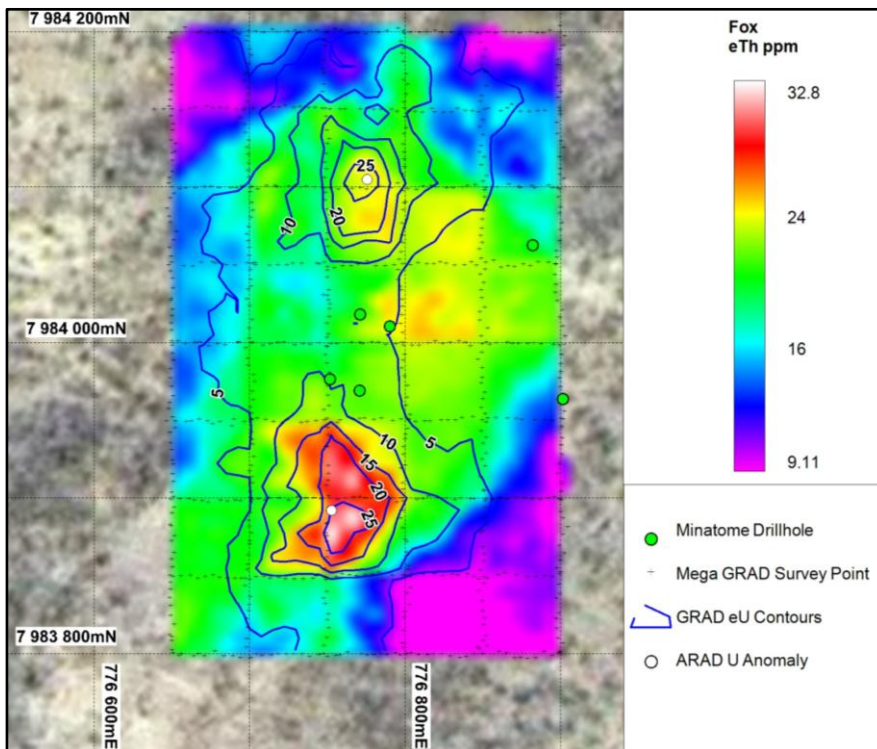 7 984 200mN
Fox
eTh ppm
32.8
25
20
10
24
7 984 000mN
16
5
10
5
15
20
25
9.11
Minatome Drillhole
Mega GRAD Survey Point
GRAD eU Contours
7 983 800mN
ARAD U Anomaly
776 600mE
776 800mE